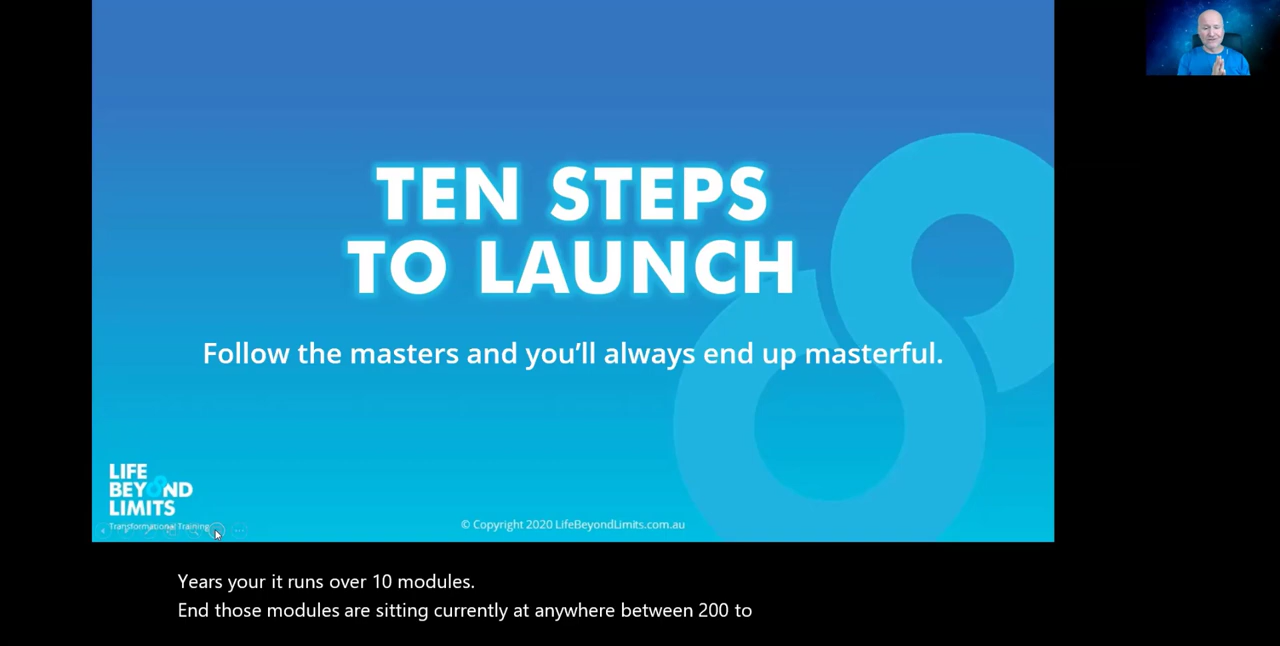 TEN STEPS
TO LAUNCH
Follow the masters and you'll always end up masterful.
LIFE
BEYOND
LIMITS
Transformational Training
© Copyright 2020 LifeBeyondLimits.com.au
Years your it runs over 10 modules.
End those modules are sitting currently at anywhere between 200 to